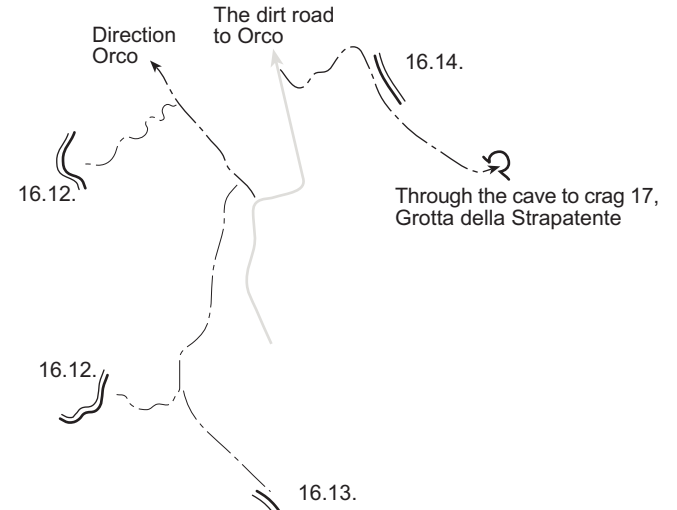 The dirt road
to Orco
Direction
Orco
16.14.
16.12.
Through the cave to crag 17,
Grotta della Strapatente
16.12.
16.13.